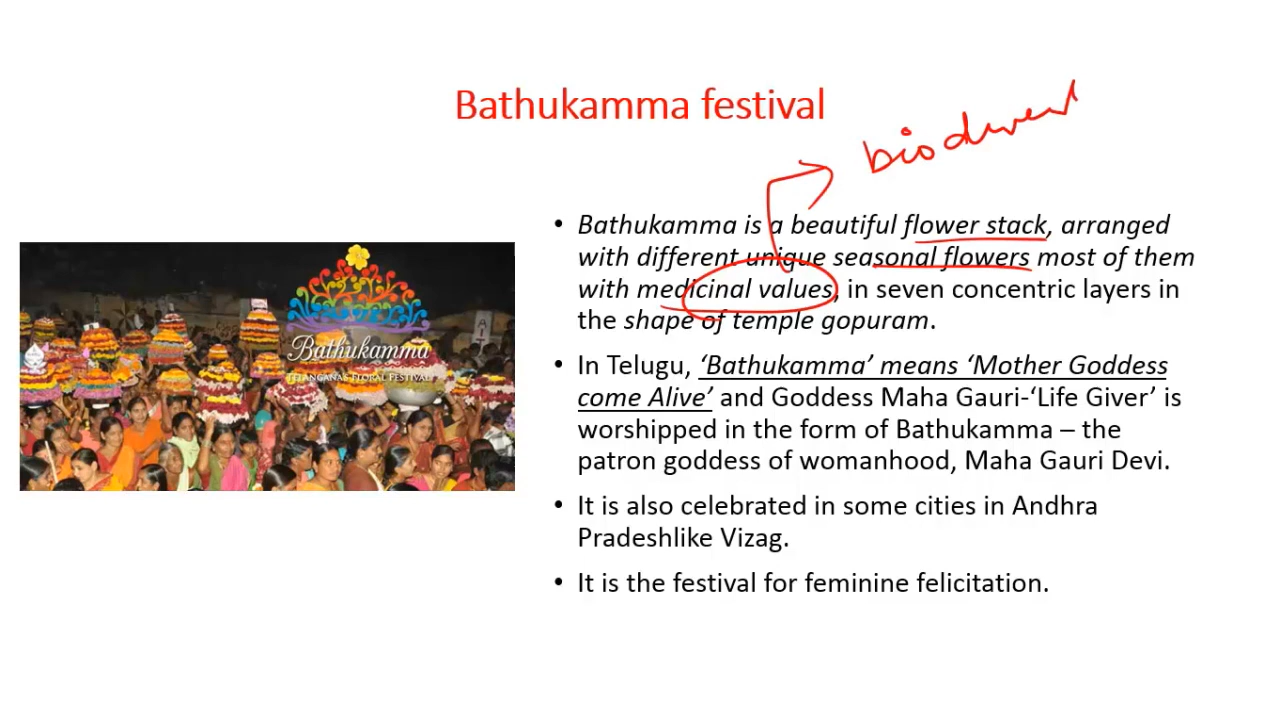 Bathukamma festival
biodivers
• Bathukamma is a beautiful flower stack, arranged
with different unique seasonal flowers most of them
with medicinal values, in seven concentric layers in
the shape of temple gopuram.
• In Telugu, ‘Bathukamma’ means ‘Mother Goddess
come Alive’ and Goddess Maha Gauri-‘Life Giver’ is
worshipped in the form of Bathukamma – the
patron goddess of womanhood, Maha Gauri Devi.
• It is also celebrated in some cities in Andhra
Pradeshlike Vizag.
• It is the festival for feminine felicitation.
Bathukamma
TELANGANA'S FLORAL FESTIVAL